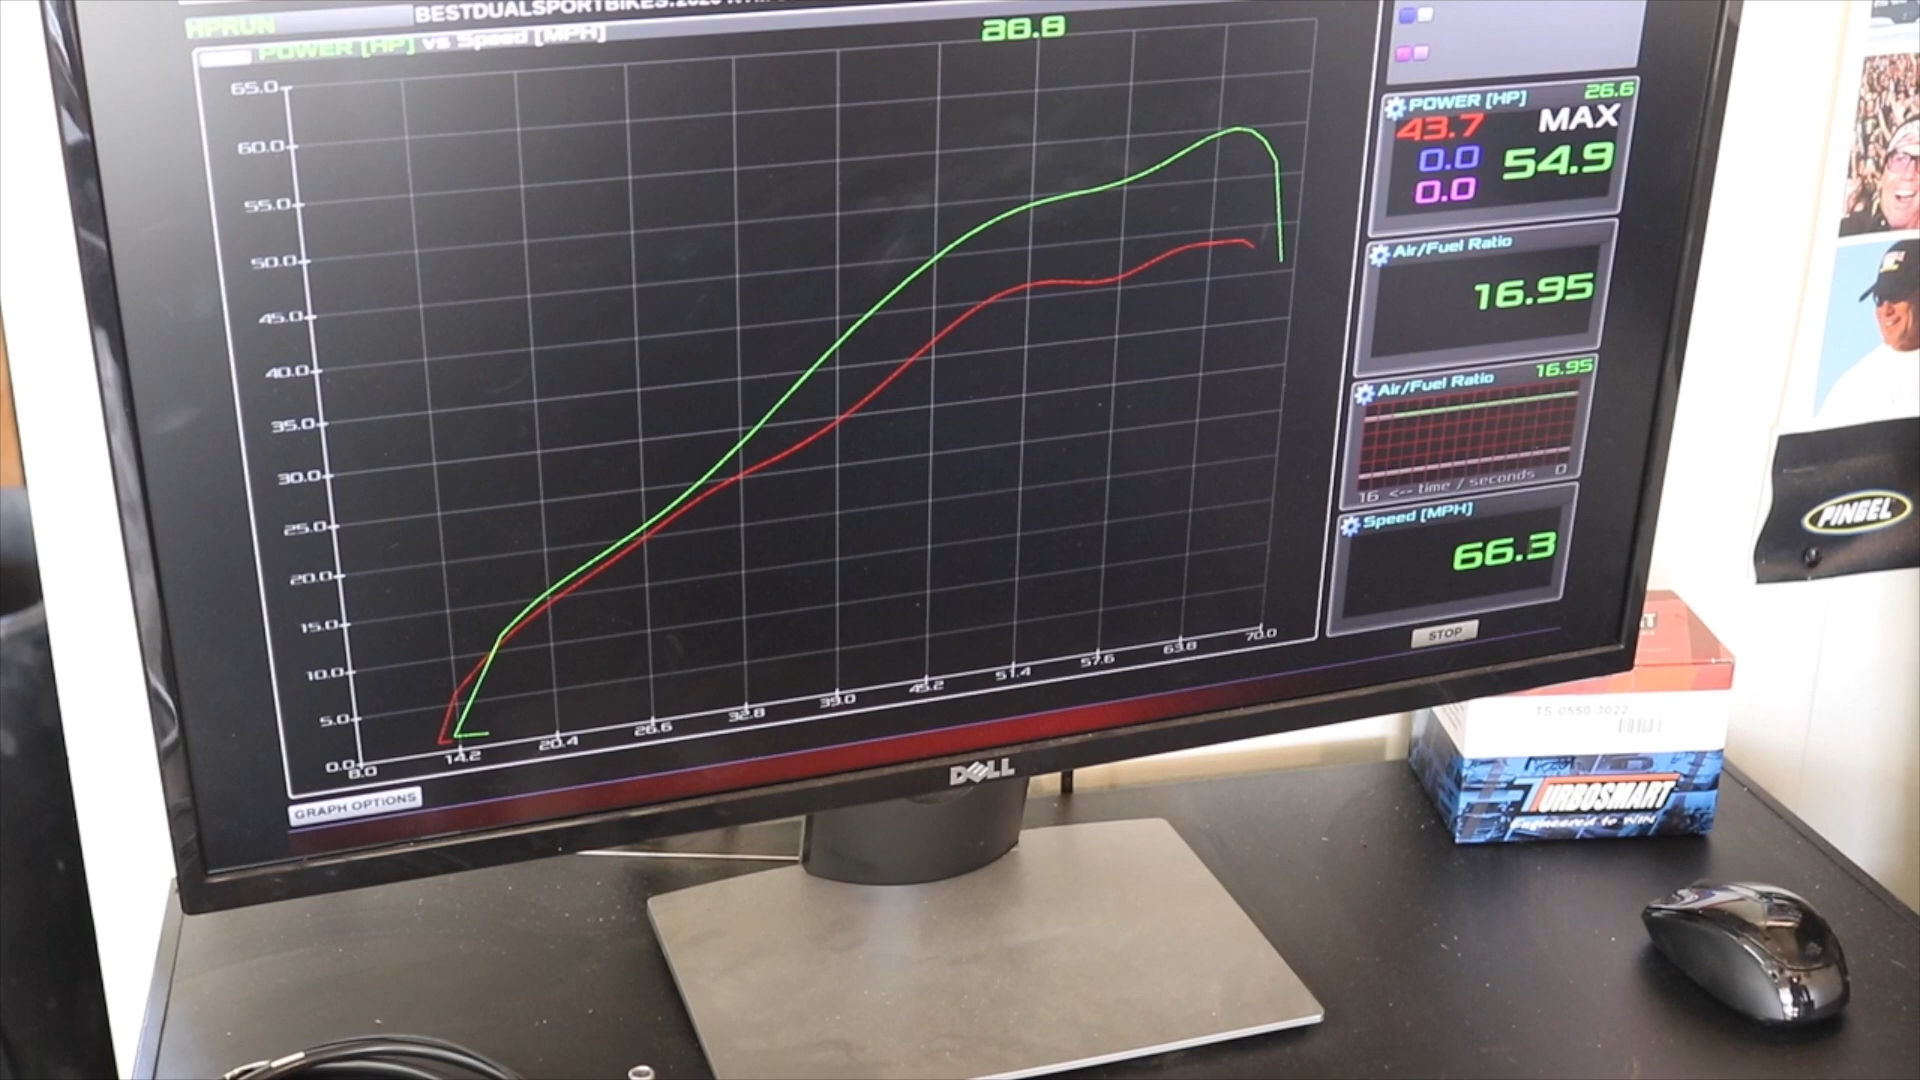 HPRUN
BESTDUALSPORTBIKES:2020
POWER [HP] vs Speed [MPH]
28.8
65.0
60.0
55.0
50.0
45.0
40.0
35.0
30.0
25.0
20.0
15.0
10.0
5.0
0.0
8.0
14.2
20.4
26.6
32.8
39.0
45.2
51.4
57.6
63.8
70.0
GRAPH OPTIONS
POWER [HP]
26.6
43.7
MAX
0.0
54.9
0.0
Air/Fuel Ratio
16.95
Air/Fuel Ratio
16.95
16 <-- time / seconds 0
Speed [MPH]
66.3
STOP
DELL
PINGEL
TS-0550-3022
TURBOSMART
Engineered to WIN